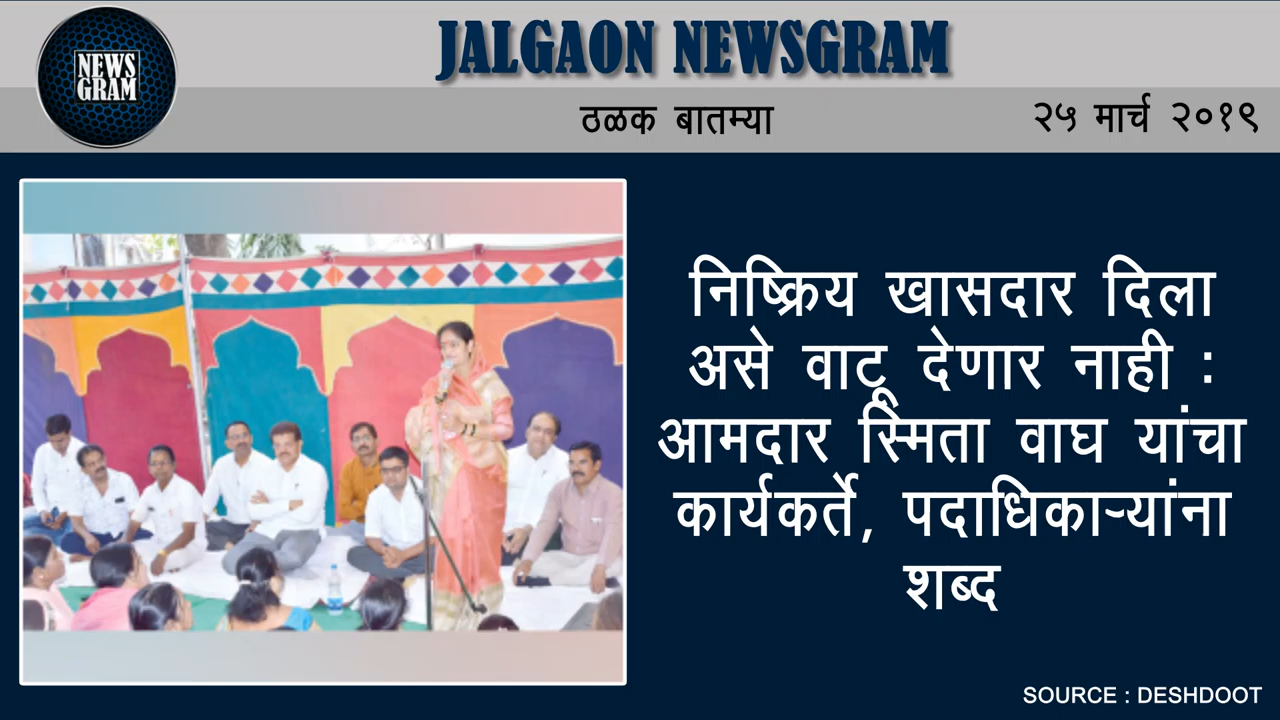 NEWS
GRAM
JALGAON NEWSGRAM
ठळक बातम्या
२५ मार्च २०१९
निष्क्रिय खासदार दिला
असे वाटू देणार नाही :
आमदार स्मिता वाघ यांचा
कार्यकर्ते, पदाधिकाऱ्यांना
शब्द
SOURCE : DESHDOOT